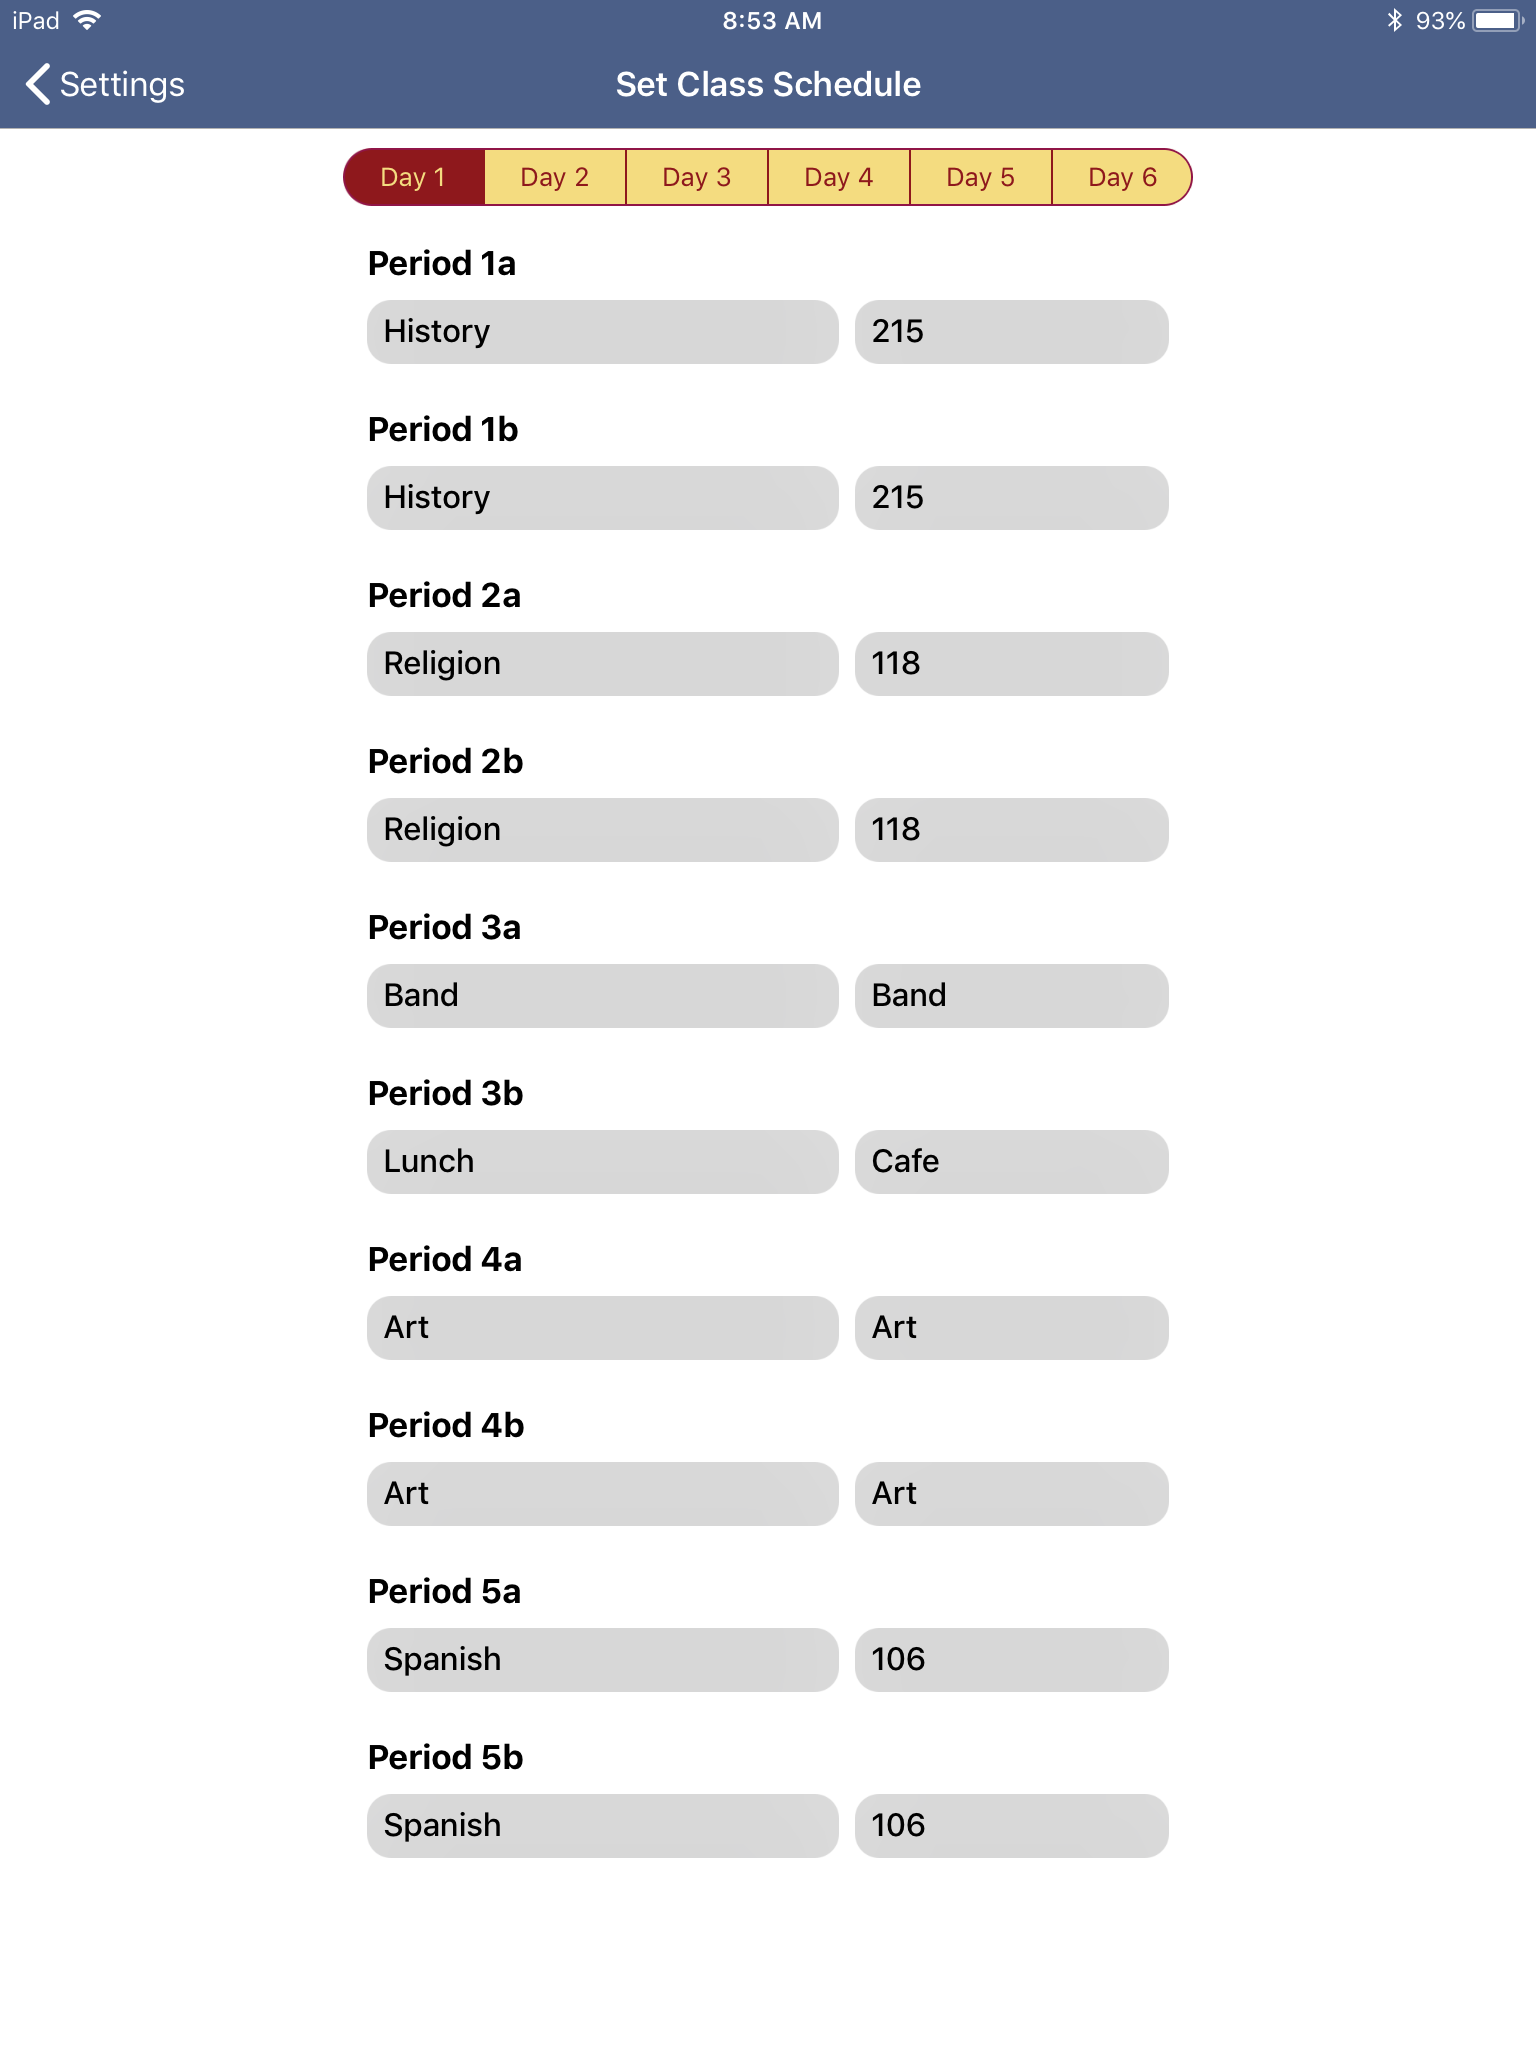 iPad 8:53 AM 93%
Settings Set Class Schedule
Day 1 Day 2 Day 3 Day 4 Day 5 Day 6
Period 1a
History 215
Period 1b
History 215
Period 2a
Religion 118
Period 2b
Religion 118
Period 3a
Band Band
Period 3b
Lunch Cafe
Period 4a
Art Art
Period 4b
Art Art
Period 5a
Spanish 106
Period 5b
Spanish 106